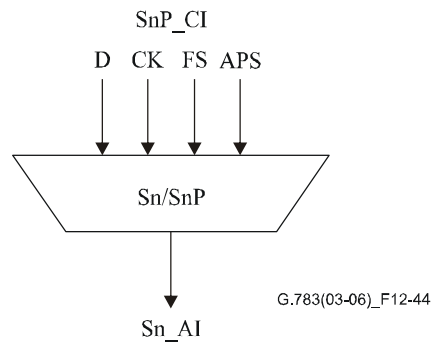 SnP_CI
D CK FS APS
Sn/SnP
G.783(03-06)_F12-44
Sn_AI